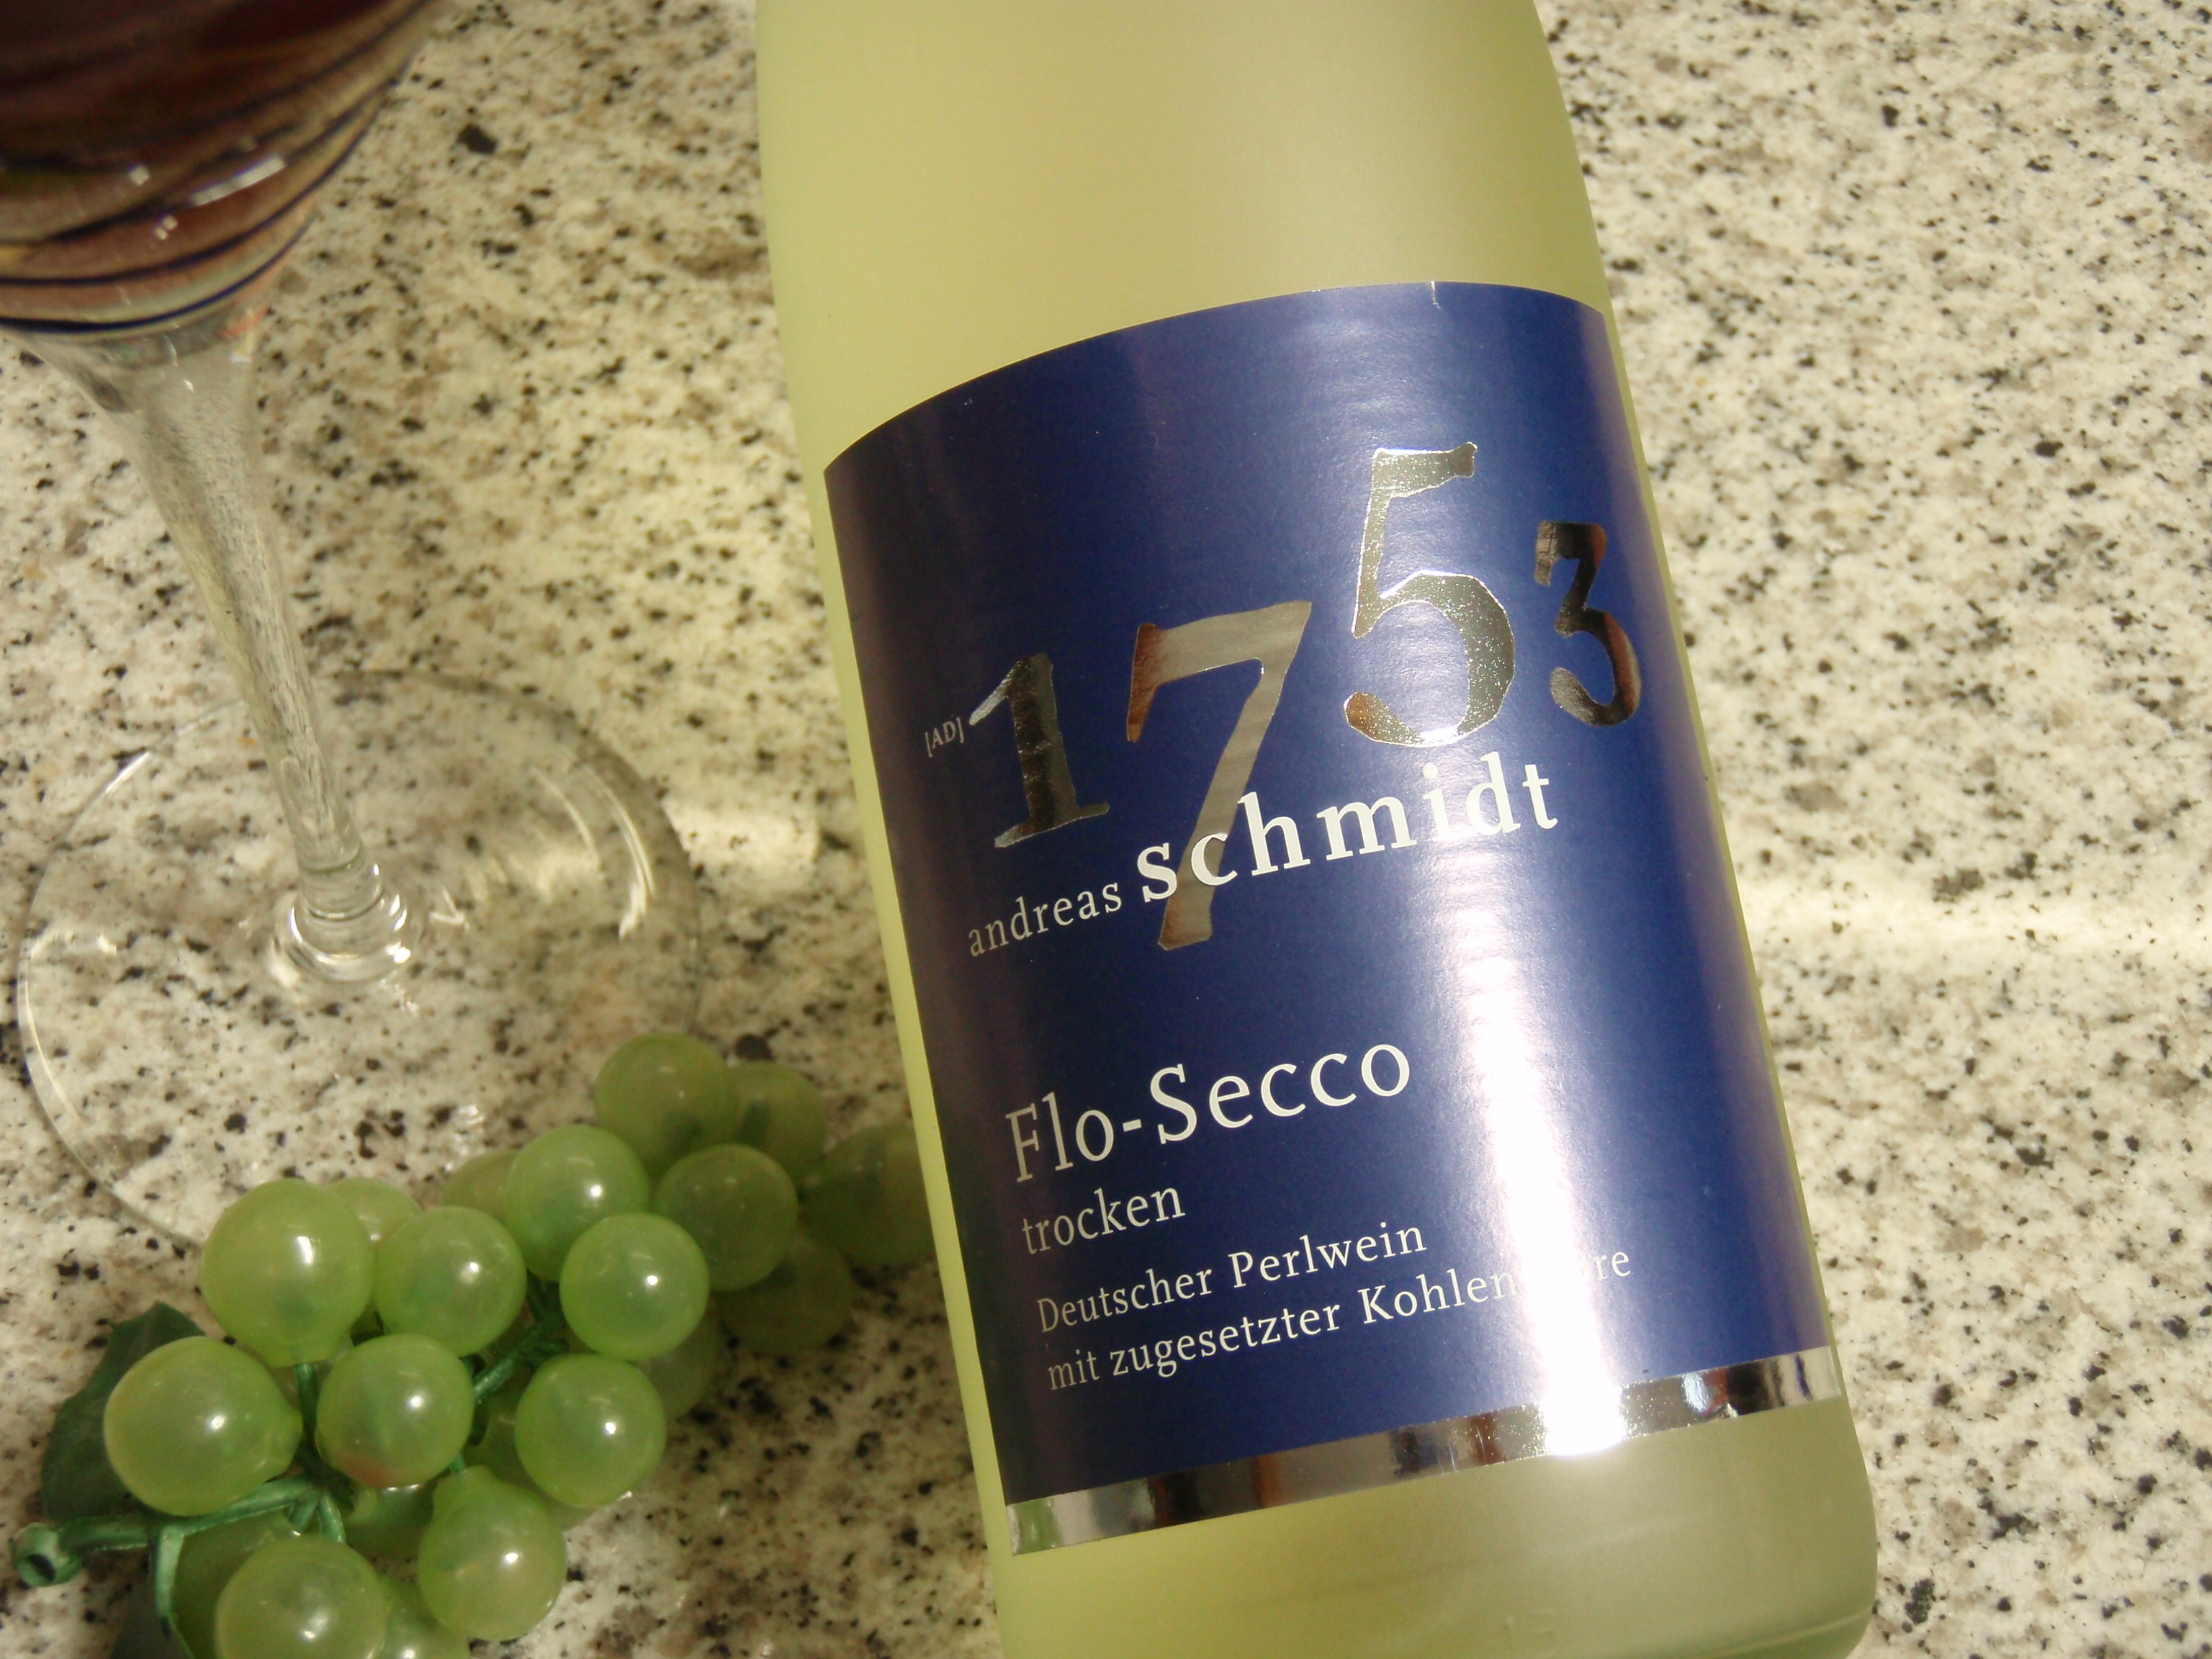 [AD] 1753
andreas schmidt
Flo-Secco
trocken
Deutscher Perlwein
mit zugesetzter